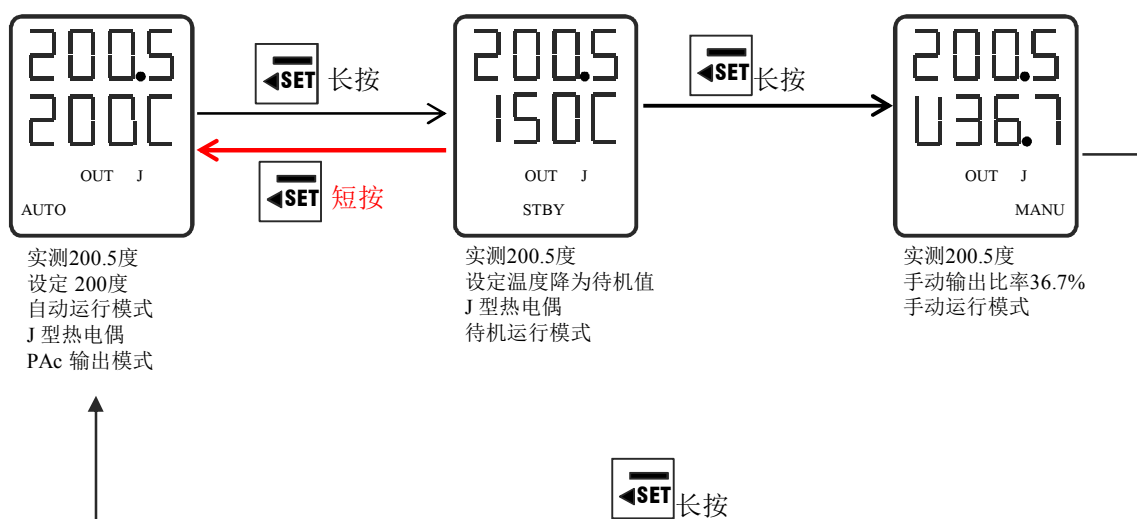 200.5
200C
OUT J
AUTO
◀SET 长按
◀SET 短按
实测200.5度
设定 200度
自动运行模式
J 型热电偶
PAc 输出模式
200.5
150C
OUT J
STBY
实测200.5度
设定温度降为待机值
J 型热电偶
待机运行模式
◀SET 长按
200.5
U36.7
OUT J
MANU
实测200.5度
手动输出比率36.7%
手动运行模式
◀SET 长按